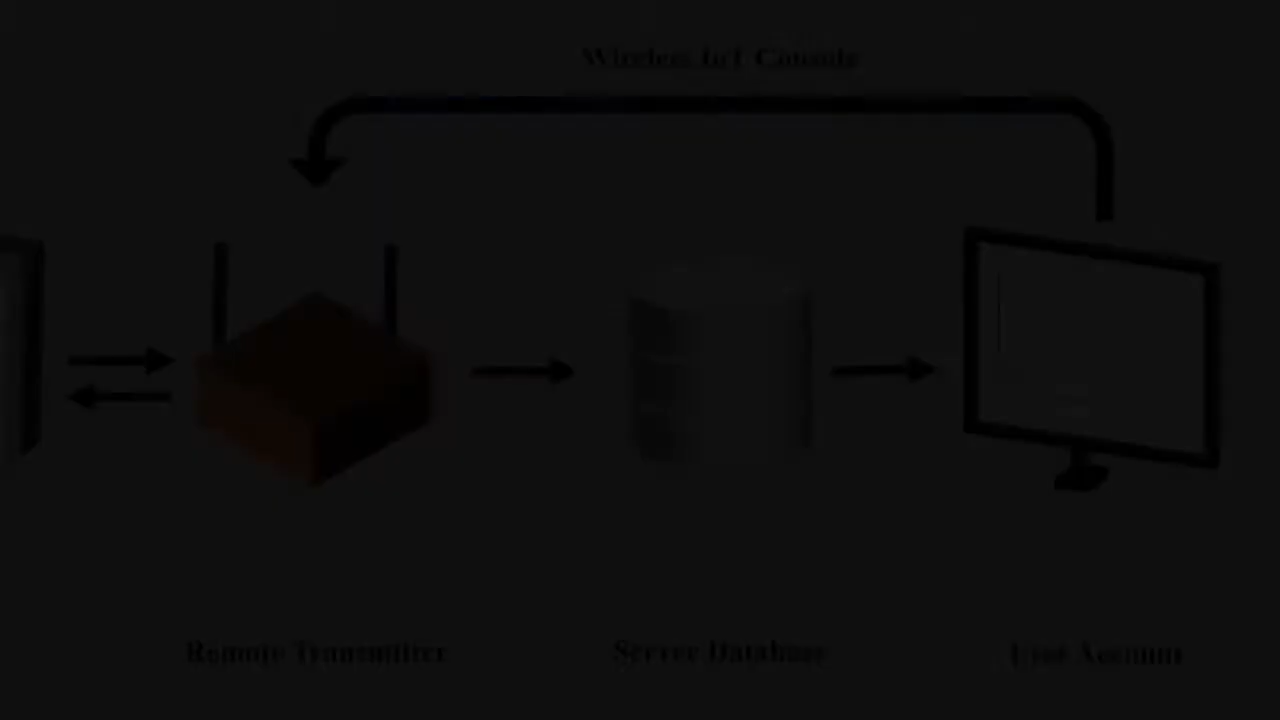 Wireless IoT Console
Remote Transmitter
Server Database
User Account